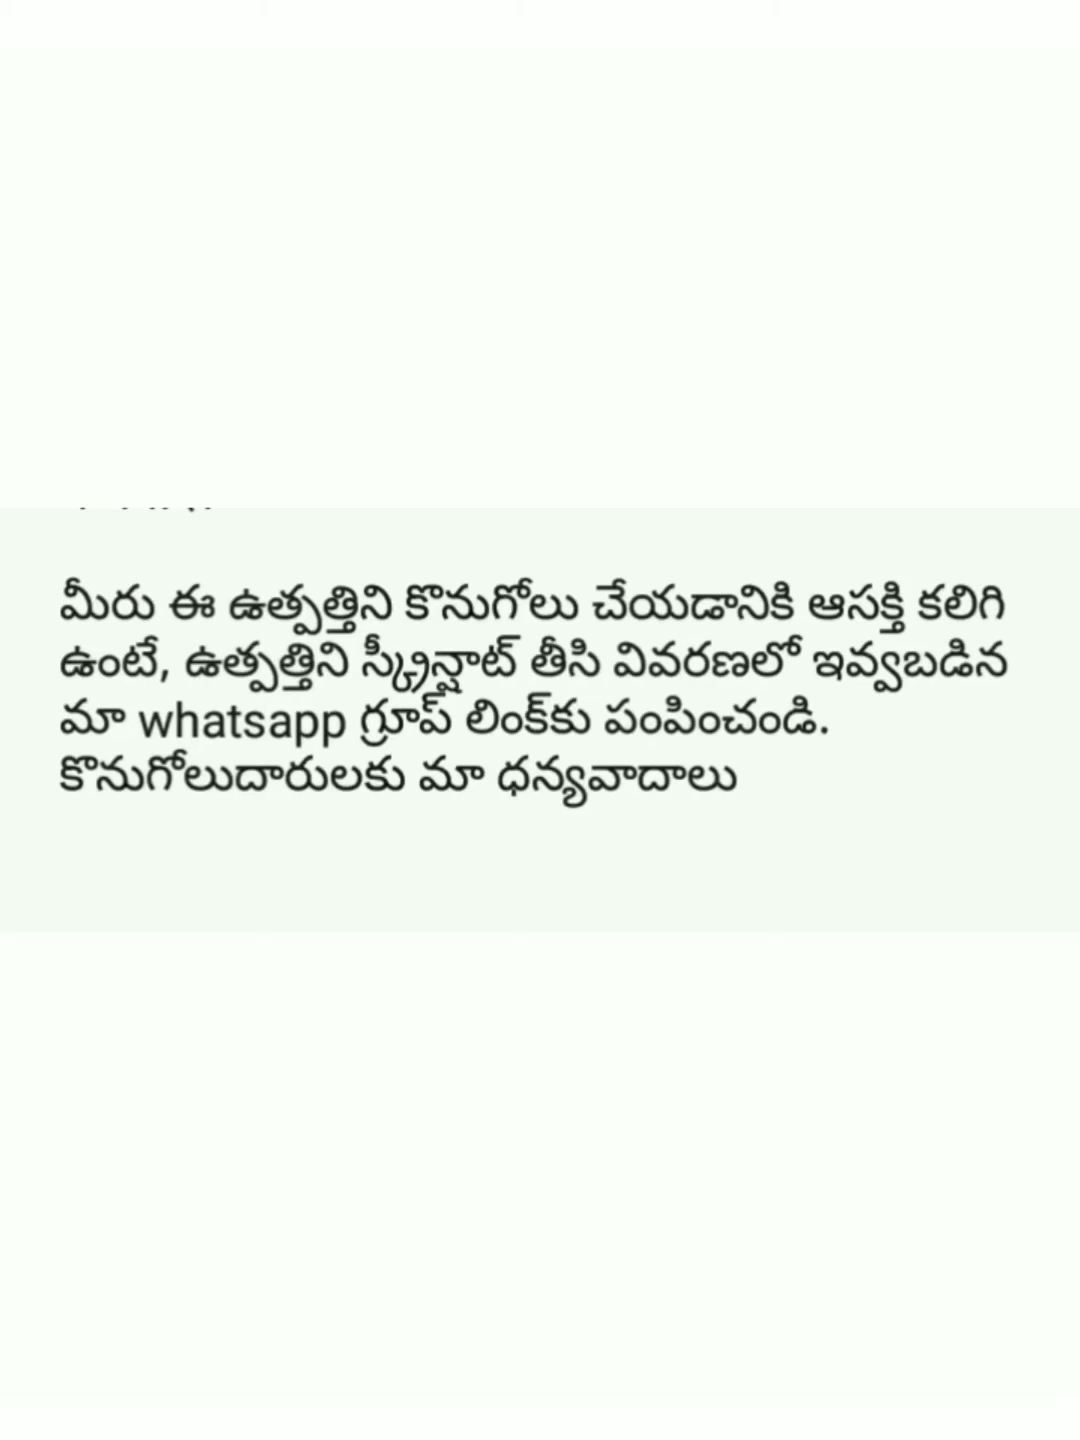 మీరు ఈ ఉత్పత్తిని కొనుగోలు చేయడానికి ఆసక్తి కలిగి
ఉంటే, ఉత్పత్తిని స్క్రీన్షాట్ తీసి వివరణలో ఇవ్వబడిన
మా whatsapp గ్రూప్ లింక్‌కు పంపించండి.
కొనుగోలుదారులకు మా ధన్యవాదాలు